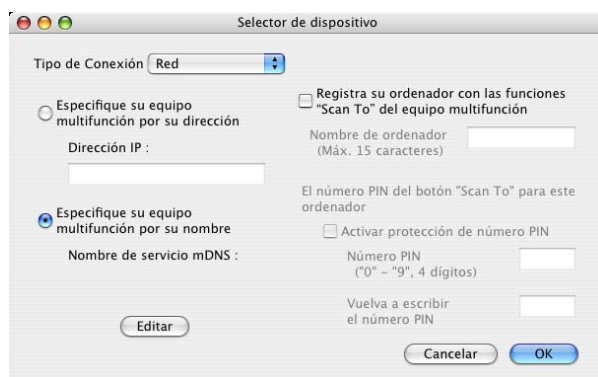 Selector de dispositivo
Tipo de Conexión Red
Especifique su equipo
multifunción por su dirección
Dirección IP :
Especifique su equipo
multifunción por su nombre
Nombre de servicio mDNS :
Editar
Registra su ordenador con las funciones
"Scan To" del equipo multifunción
Nombre de ordenador
(Máx. 15 caracteres)
El número PIN del botón "Scan To" para este
ordenador
Activar protección de número PIN
Número PIN
("0" – "9", 4 dígitos)
Vuelva a escribir
el número PIN
Cancelar
OK